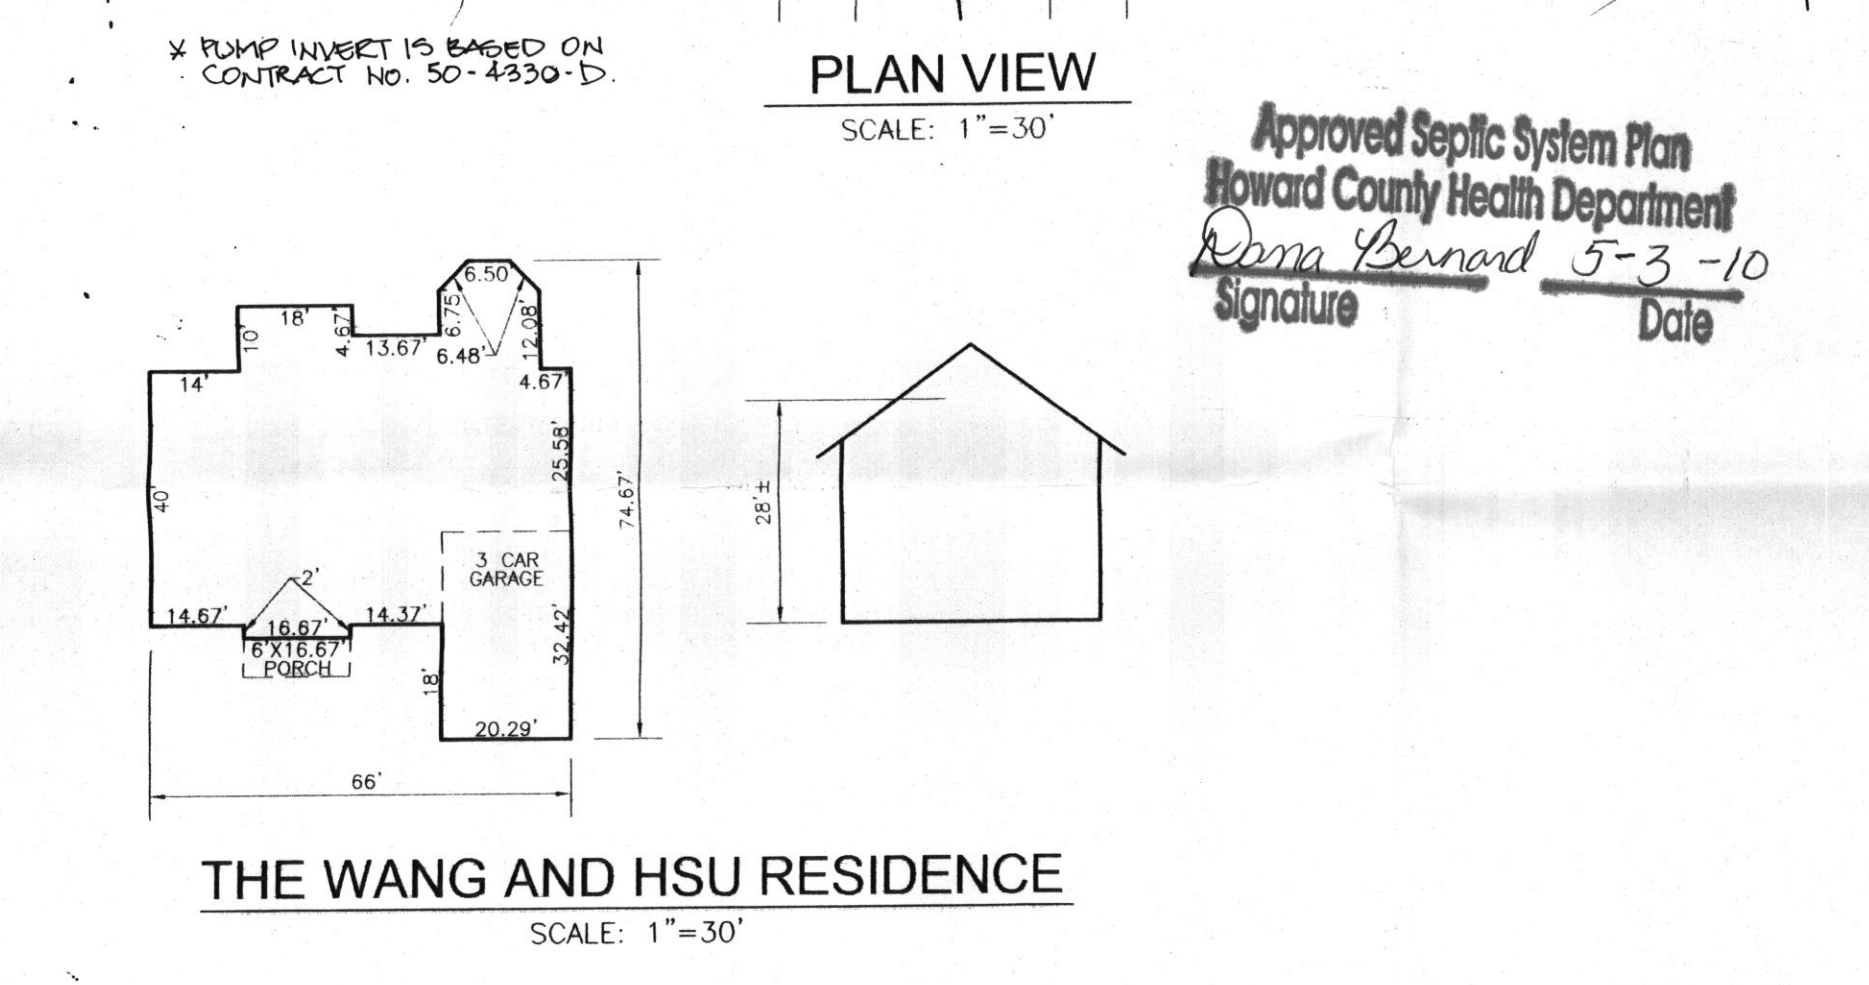 * PUMP INVERT IS BASED ON
CONTRACT NO. 50-4330-D.
PLAN VIEW
SCALE: 1"=30'
Approved Septic System Plan
Howard County Health Department
Dana Bernard 5-3-10
Signature Date
6.50'
18'
10'
4.67'
13.67'
6.75'
6.48'
12.08'
14'
4.67'
40'
25.58'
74.67'
28'±
3 CAR
GARAGE
2'
14.67'
16.67'
14.37'
6'X16.67'
PORCH
32.42'
18'
20.29'
66'
THE WANG AND HSU RESIDENCE
SCALE: 1"=30'